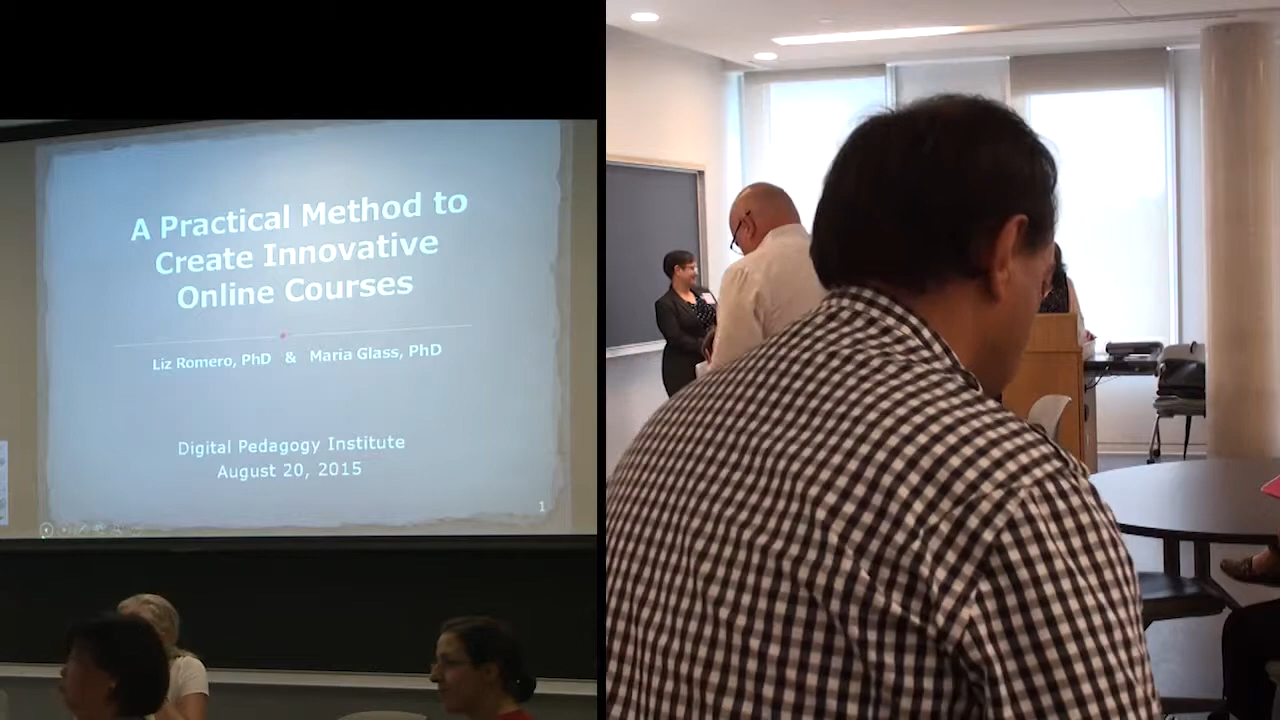 A Practical Method to
Create Innovative
Online Courses
Liz Romero, PhD & Maria Glass, PhD
Digital Pedagogy Institute
August 20, 2015
1